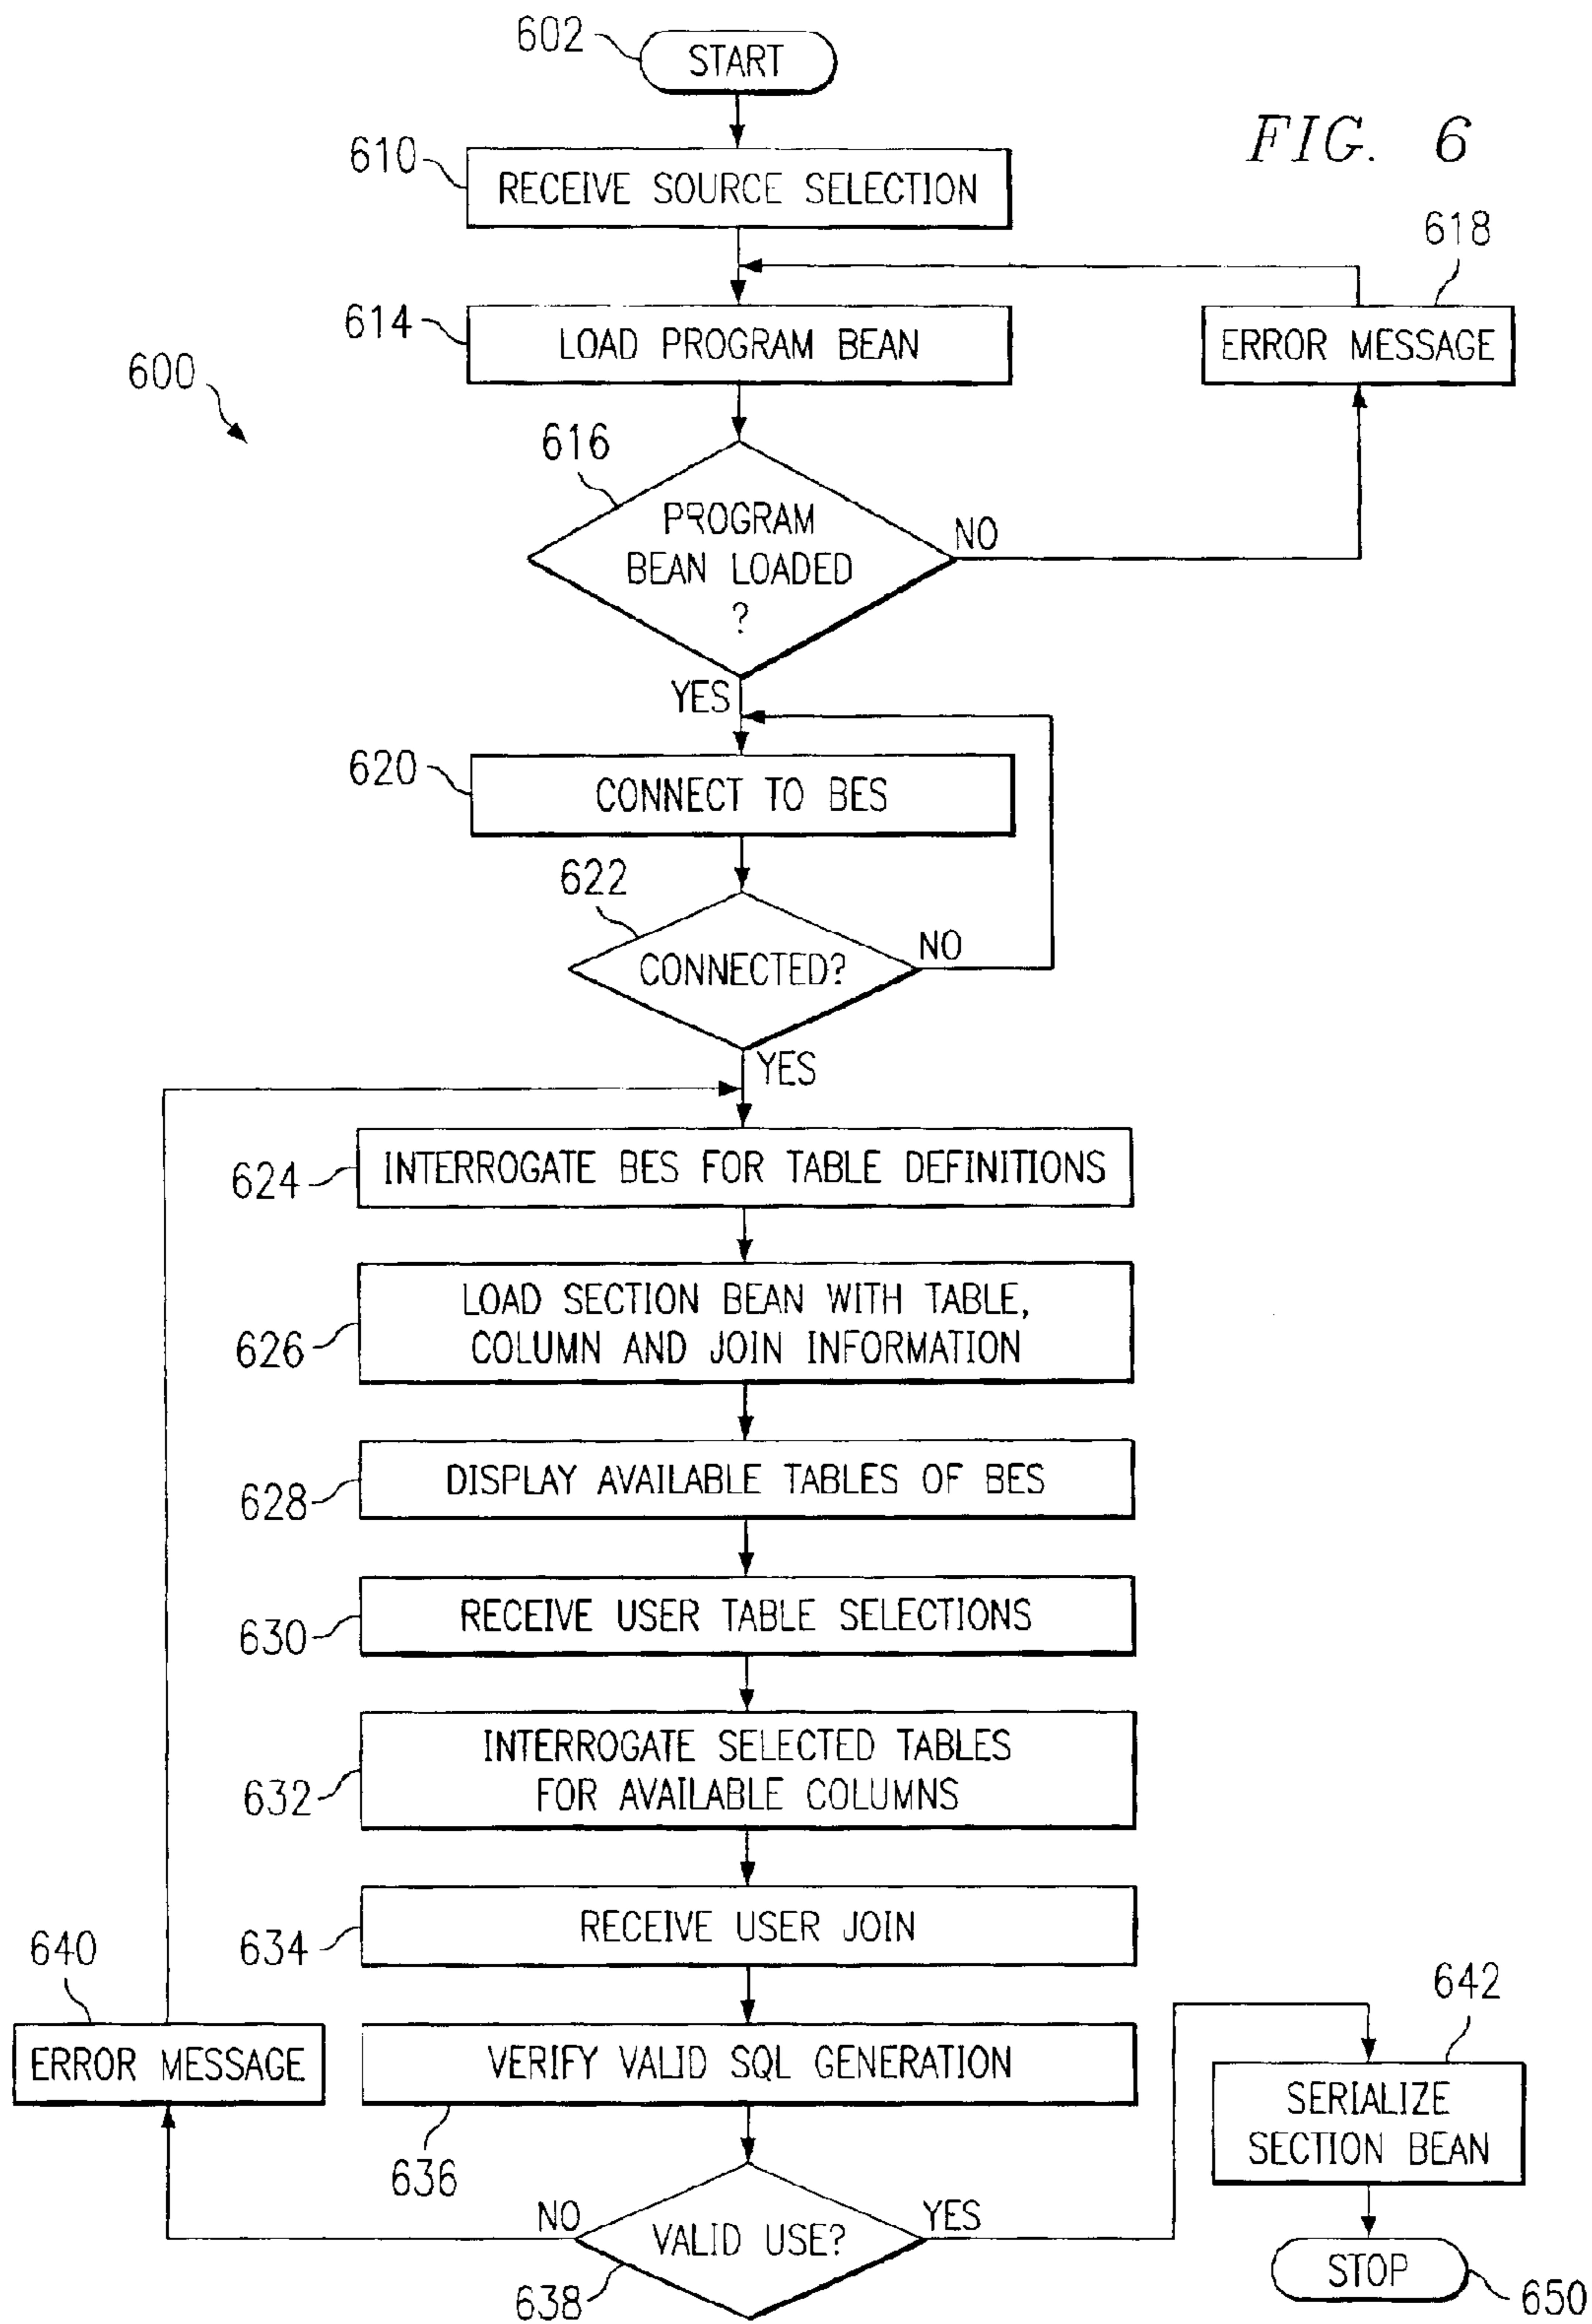 602
START
FIG. 6
610
RECEIVE SOURCE SELECTION
618
614
LOAD PROGRAM BEAN
ERROR MESSAGE
600
616
PROGRAM
BEAN LOADED
?
NO
YES
620
CONNECT TO BES
622
CONNECTED?
NO
YES
624
INTERROGATE BES FOR TABLE DEFINITIONS
626
LOAD SECTION BEAN WITH TABLE,
COLUMN AND JOIN INFORMATION
628
DISPLAY AVAILABLE TABLES OF BES
630
RECEIVE USER TABLE SELECTIONS
632
INTERROGATE SELECTED TABLES
FOR AVAILABLE COLUMNS
634
RECEIVE USER JOIN
640
ERROR MESSAGE
VERIFY VALID SQL GENERATION
636
642
SERIALIZE
SECTION BEAN
NO
VALID USE?
YES
638
STOP
650